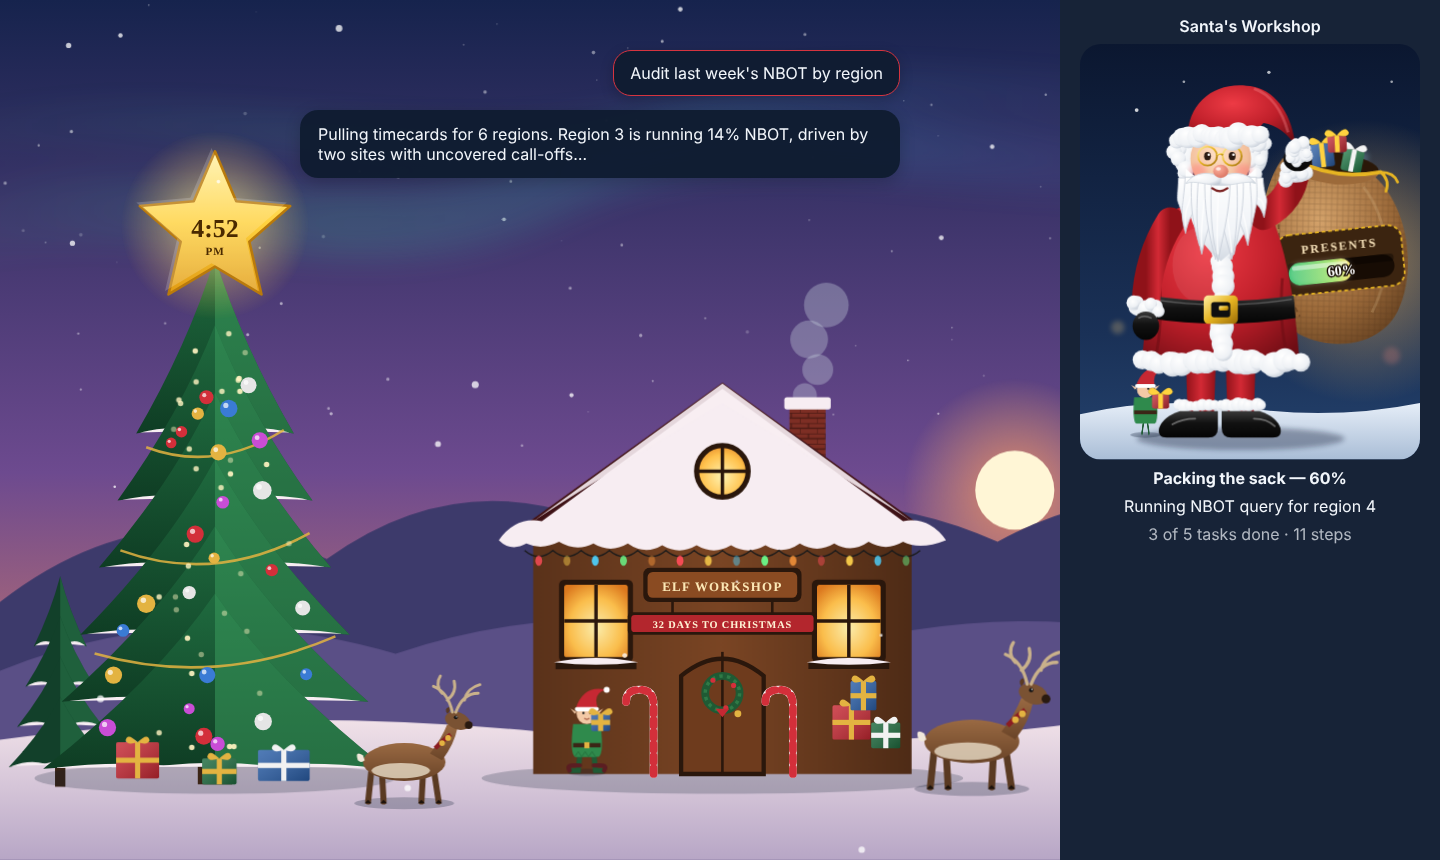 Santa's Workshop
Audit last week's NBOT by region
Pulling timecards for 6 regions. Region 3 is running 14% NBOT, driven by
two sites with uncovered call-offs...
4:52
PM
PRESENTS
60%
Packing the sack — 60%
Running NBOT query for region 4
3 of 5 tasks done · 11 steps
ELF WORKSHOP
32 DAYS TO CHRISTMAS